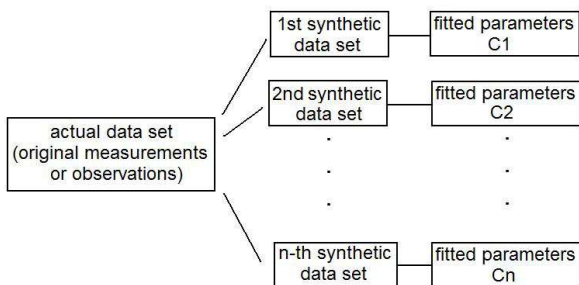 1st synthetic
data set
fitted parameters
C1
2nd synthetic
data set
fitted parameters
C2
actual data set
(original measurements
or observations)
n-th synthetic
data set
fitted parameters
Cn